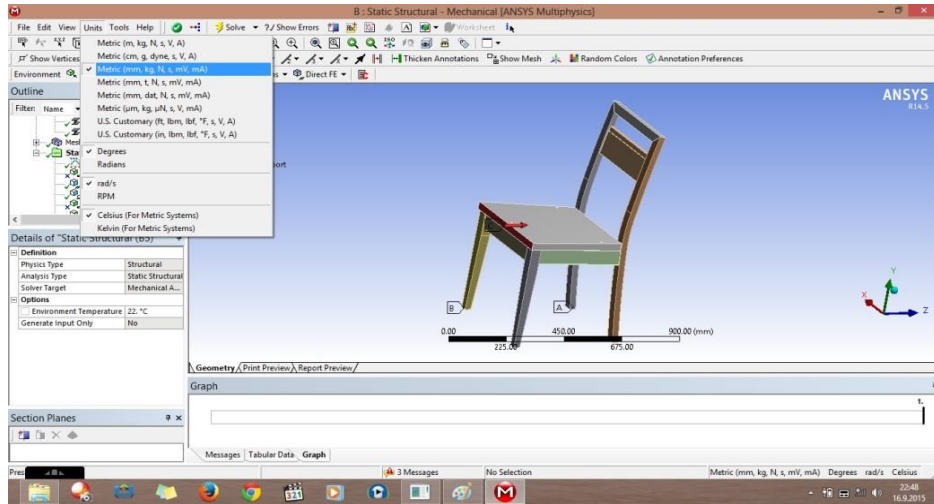 B : Static Structural - Mechanical [ANSYS Multiphysics]
File Edit View Units Tools Help Solve ?/ Show Errors Worksheet
Show Vertices Thicken Annotations Show Mesh Random Colors Annotation Preferences
Environment Direct FE
Metric (m, kg, N, s, V, A)
Metric (cm, g, dyne, s, V, A)
Metric (mm, kg, N, s, mV, mA)
Metric (mm, t, N, s, mV, mA)
Metric (mm, dat, N, s, mV, mA)
Metric (µm, kg, µN, s, V, mA)
U.S. Customary (ft, lbm, lbf, °F, s, V, A)
U.S. Customary (in, lbm, lbf, °F, s, V, A)
Degrees
Radians
rad/s
RPM
Celsius (For Metric Systems)
Kelvin (For Metric Systems)
Outline
Filter: Name
Mes
Sta
port
Details of "Static Structural (B5)"
Definition
Physics Type Structural
Analysis Type Static Structural
Solver Target Mechanical A...
Options
Environment Temperature 22. °C
Generate Input Only No
ANSYS
R14.5
B
A
Y
X
Z
0.00 450.00 900.00 (mm)
225.00 675.00
Geometry Print Preview Report Preview
Graph
1.
Section Planes
Messages Tabular Data Graph
Pres
3 Messages
No Selection
Metric (mm, kg, N, s, mV, mA) Degrees rad/s Celsius
321
22:48
16.9.2015